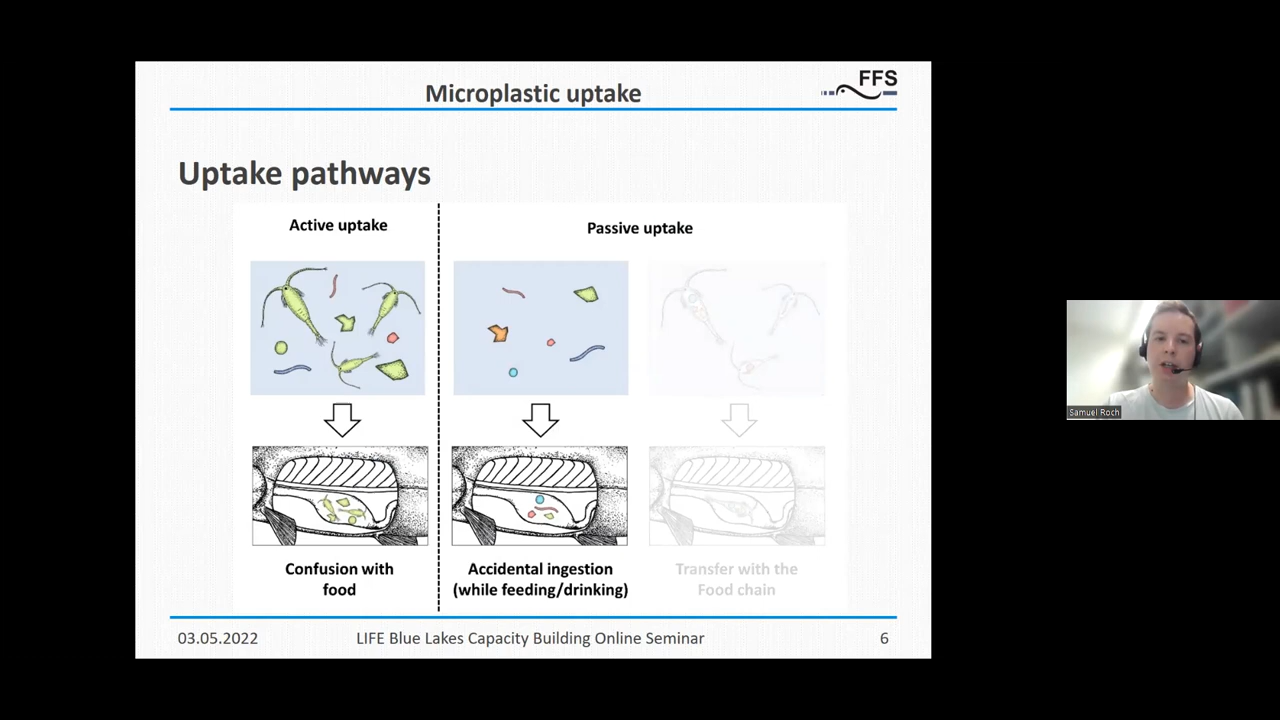 Microplastic uptake
FFS
Uptake pathways
Active uptake
Passive uptake
Confusion with
food
Accidental ingestion
(while feeding/drinking)
Transfer with the
Food chain
03.05.2022
LIFE Blue Lakes Capacity Building Online Seminar
6
Samuel Roch